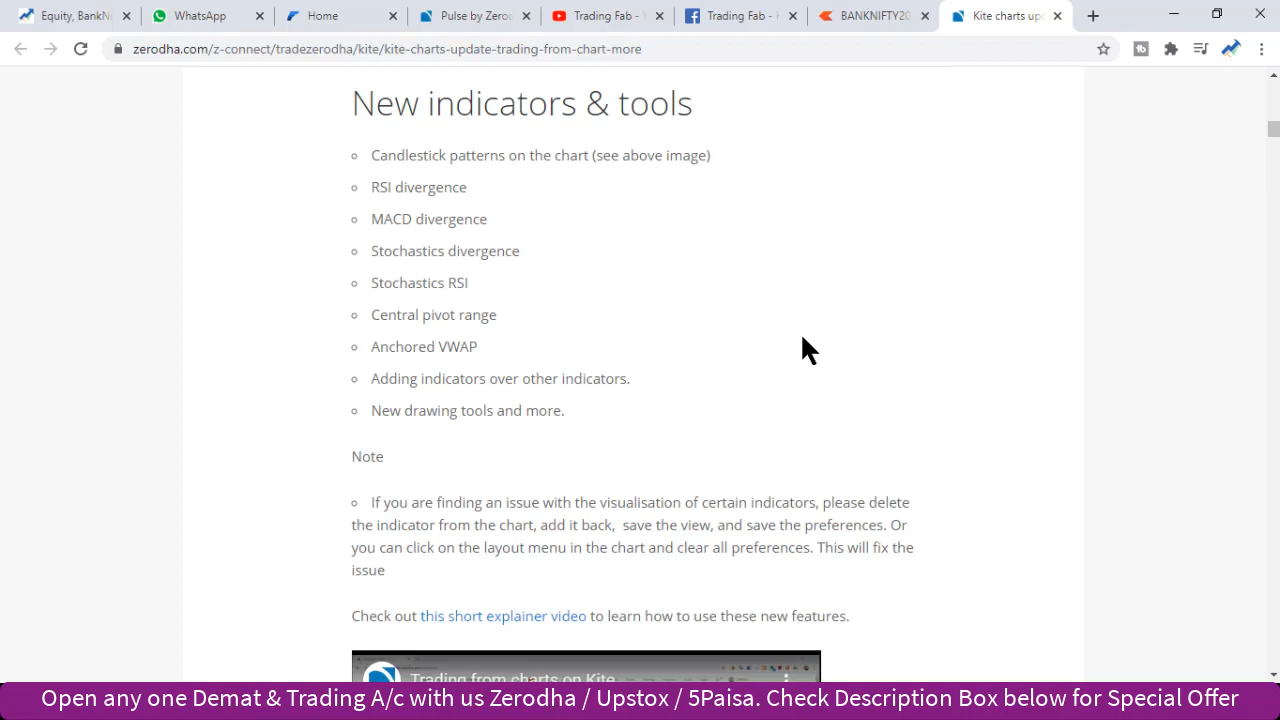 Equity, BankNi
WhatsApp
Home
Pulse by Zerod
Trading Fab - Y
Trading Fab - H
BANKNIFTY20
Kite charts upd
zerodha.com/z-connect/tradezerodha/kite/kite-charts-update-trading-from-chart-more
New indicators & tools
Candlestick patterns on the chart (see above image)
RSI divergence
MACD divergence
Stochastics divergence
Stochastics RSI
Central pivot range
Anchored VWAP
Adding indicators over other indicators.
New drawing tools and more.
Note
If you are finding an issue with the visualisation of certain indicators, please delete
the indicator from the chart, add it back, save the view, and save the preferences. Or
you can click on the layout menu in the chart and clear all preferences. This will fix the
issue
Check out this short explainer video to learn how to use these new features.
Trading from charts on Kite
Open any one Demat & Trading A/c with us Zerodha / Upstox / 5Paisa. Check Description Box below for Special Offer